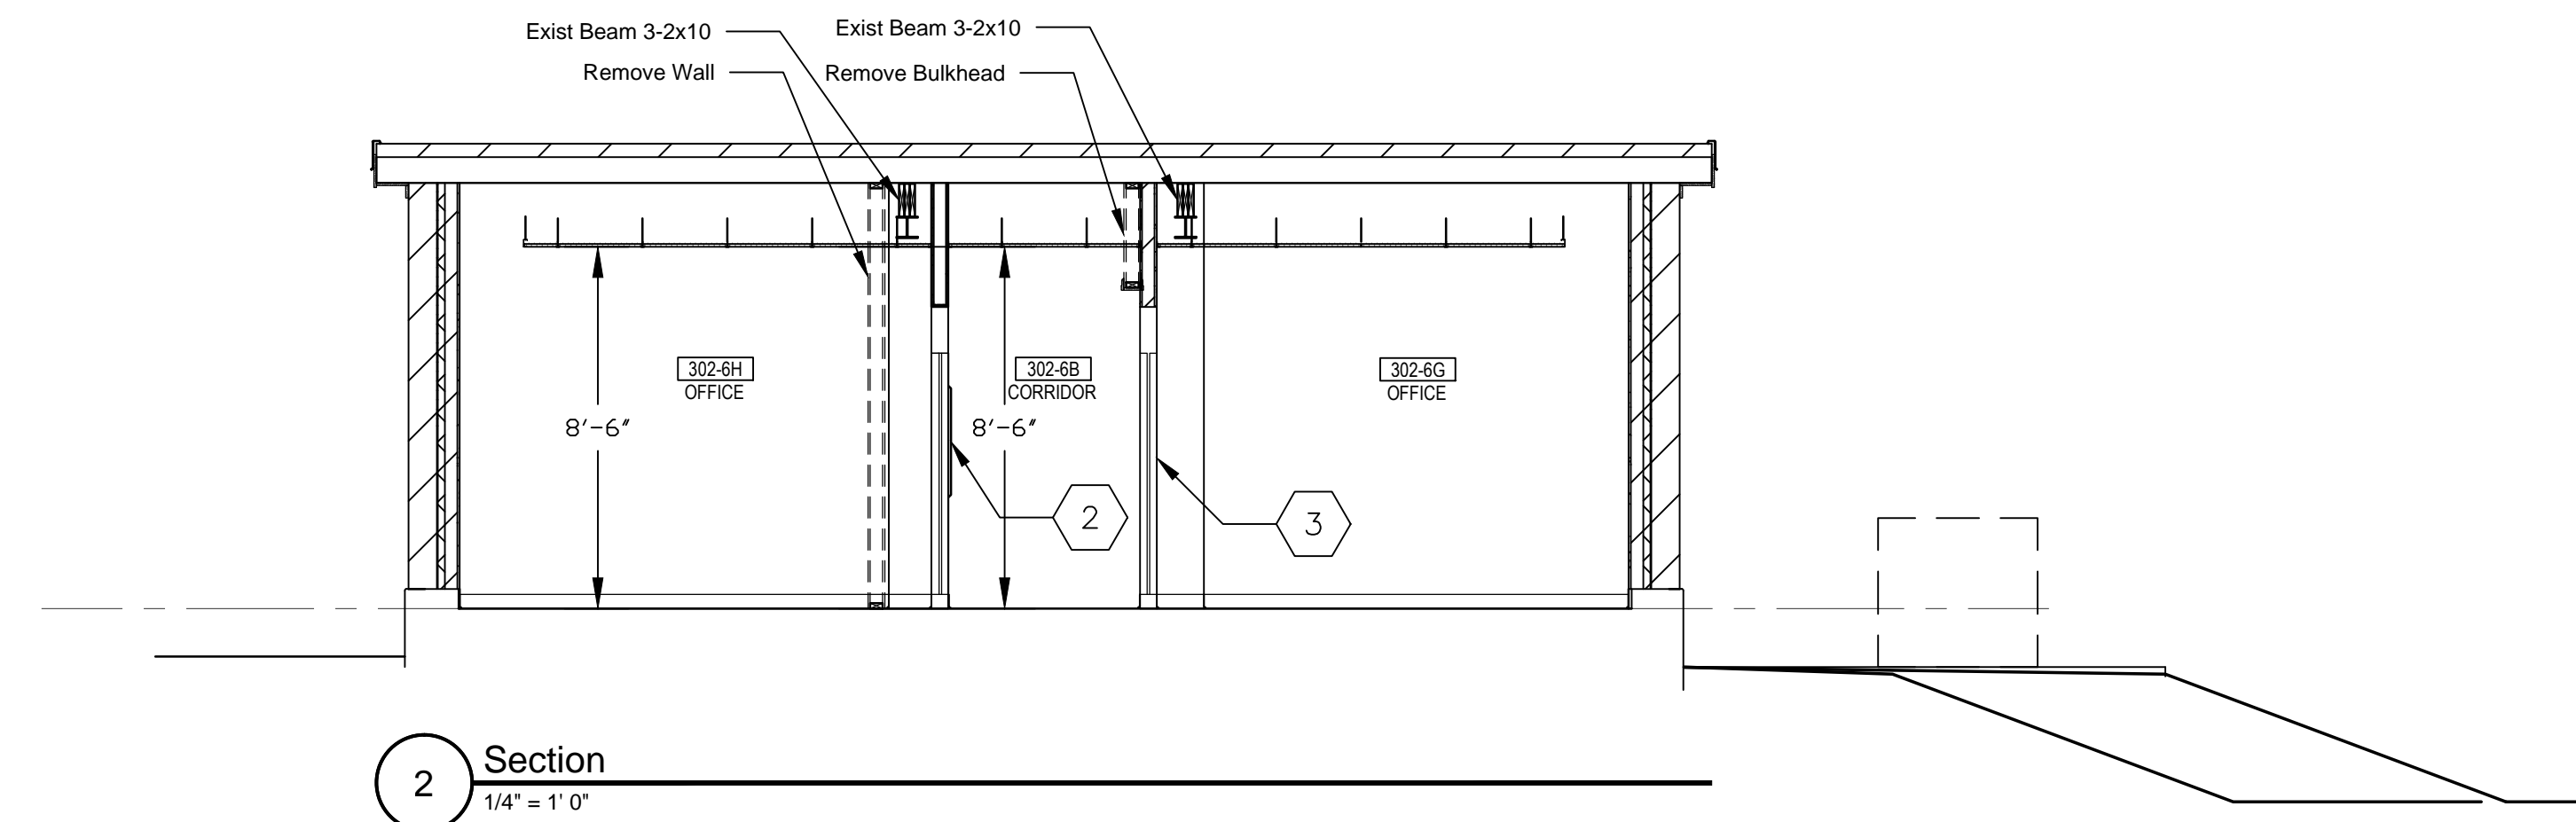 Exist Beam 3-2x10
Exist Beam 3-2x10
Remove Wall
Remove Bulkhead
302-6H
OFFICE
302-6B
CORRIDOR
302-6G
OFFICE
8'-6"
8'-6"
2
3
2
Section
1/4" = 1' 0"